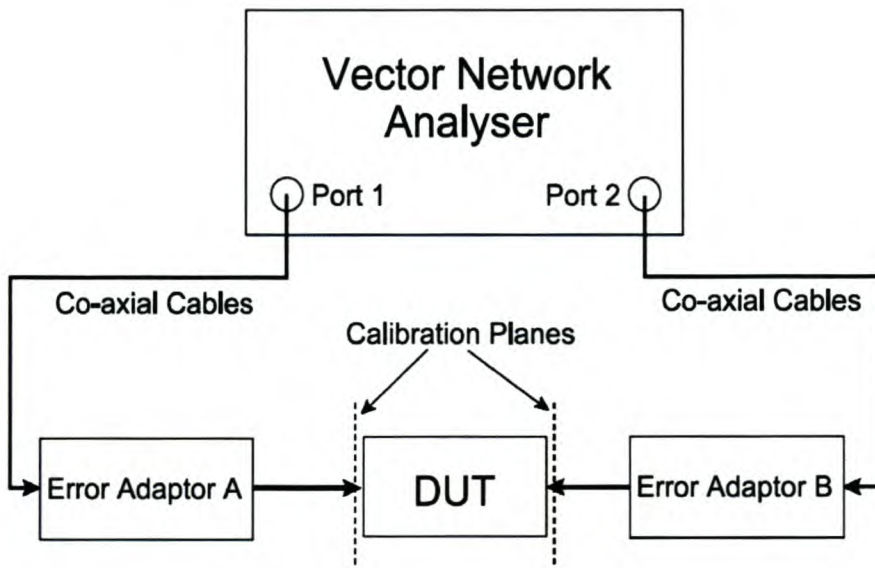 Vector Network
Analyser
Port 1
Port 2
Co-axial Cables
Co-axial Cables
Calibration Planes
Error Adaptor A
DUT
Error Adaptor B